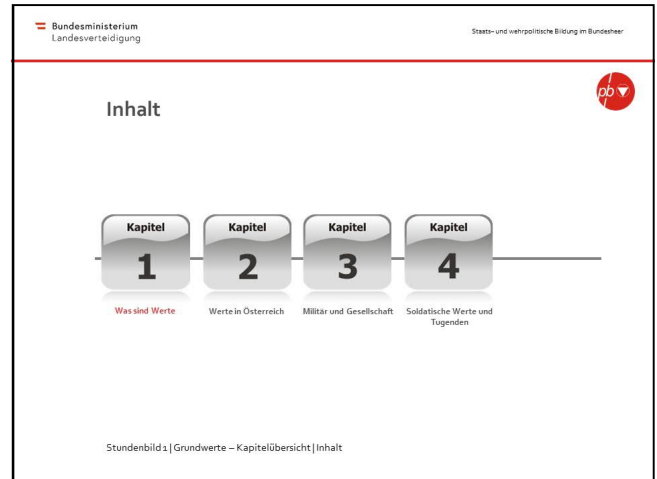 Bundesministerium
Landesverteidigung
Staats- und wehrpolitische Bildung im Bundesheer
pb
Inhalt
Kapitel
1
Was sind Werte
Kapitel
2
Werte in Österreich
Kapitel
3
Militär und Gesellschaft
Kapitel
4
Soldatische Werte und
Tugenden
Stundenbild 1 | Grundwerte – Kapitelübersicht | Inhalt